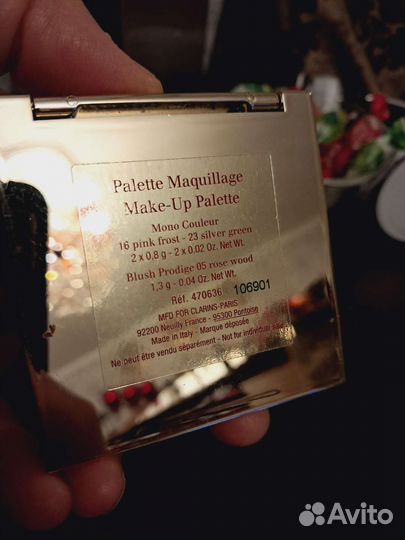 Palette Maquillage
Make-Up Palette
Mono Couleur
16 pink frost - 23 silver green
2 x 0,8 g - 2 x 0.02 Oz. Net Wt.
Blush Prodige 05 rose wood
1,3 g - 0.04 Oz. Net Wt.
Réf. 470636 106901
MFD FOR CLARINS-PARIS
92200 Neuilly France - 95300 Pontoise
Made in Italy - Marque déposée
Ne peut être vendu séparément - Not for individual sale
Avito